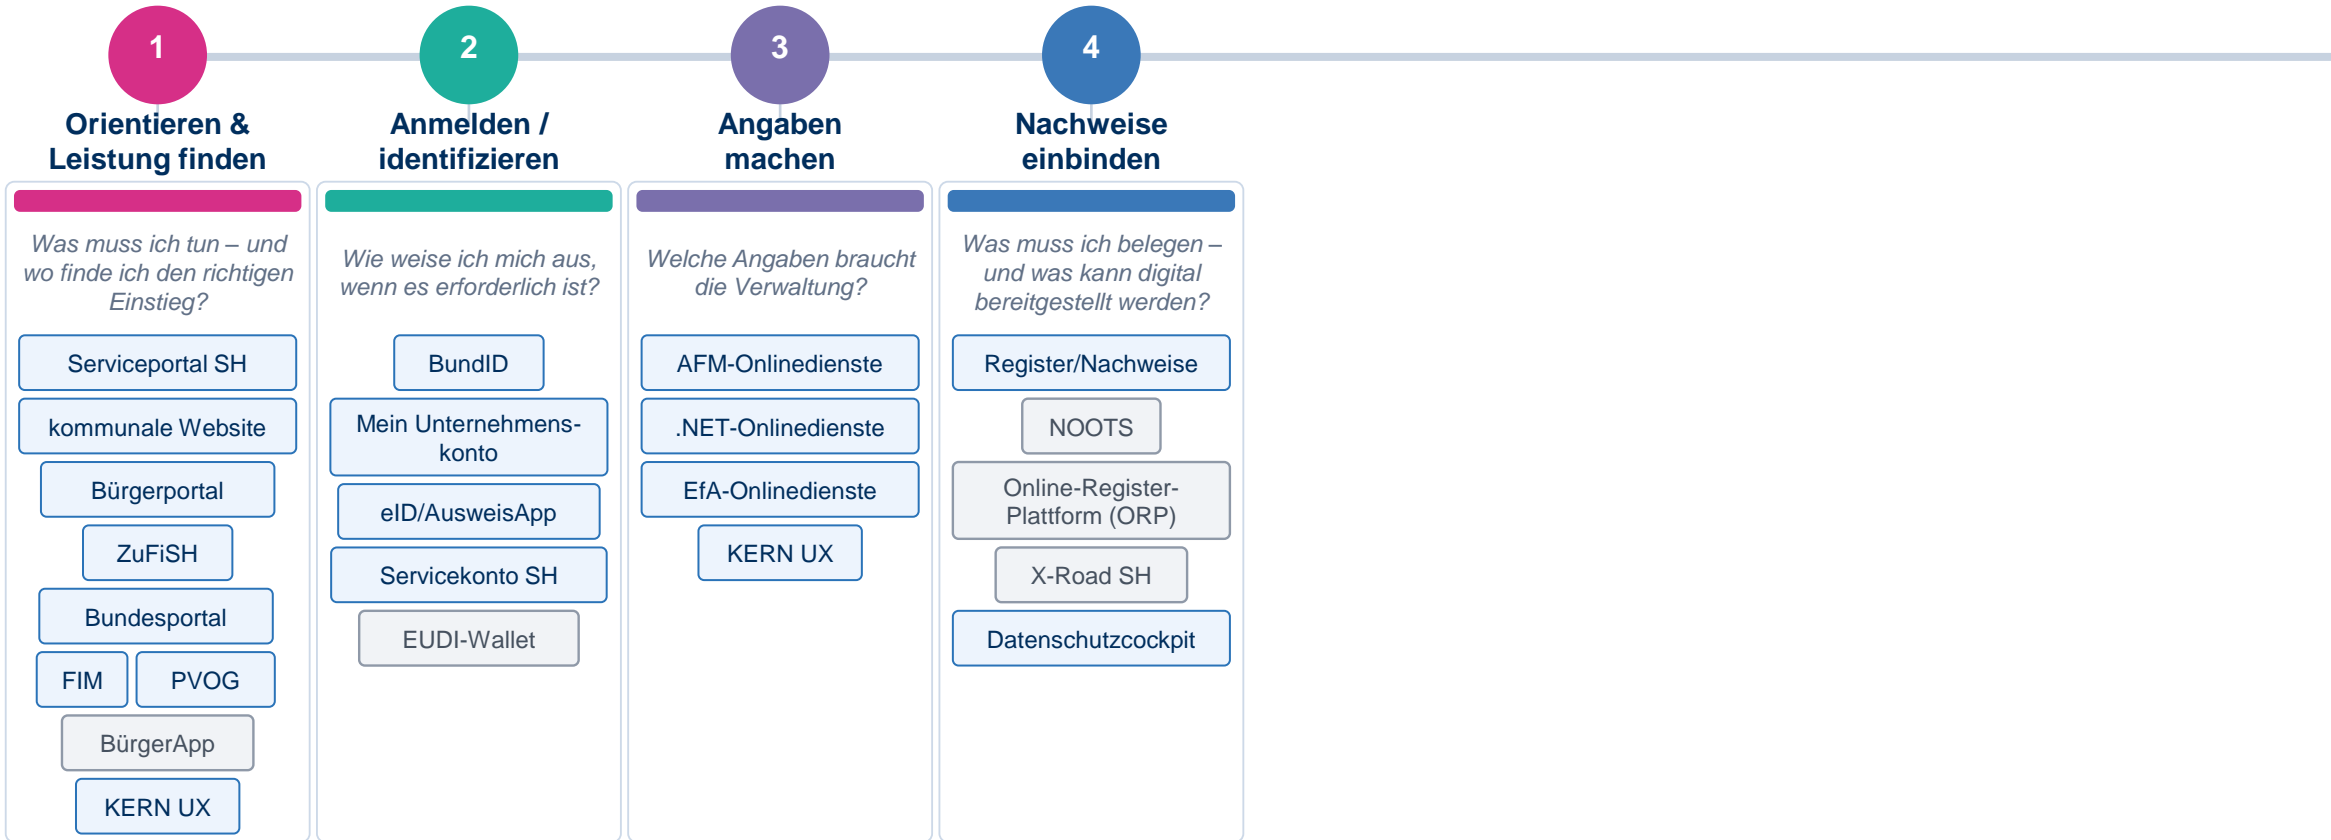 1
Orientieren &
Leistung finden
Was muss ich tun – und
wo finde ich den richtigen
Einstieg?
Serviceportal SH
kommunale Website
Bürgerportal
ZuFiSH
Bundesportal
FIM
PVOG
BürgerApp
KERN UX
2
Anmelden /
identifizieren
Wie weise ich mich aus,
wenn es erforderlich ist?
BundID
Mein Unternehmens-
konto
eID/AusweisApp
Servicekonto SH
EUDI-Wallet
3
Angaben
machen
Welche Angaben braucht
die Verwaltung?
AFM-Onlinedienste
.NET-Onlinedienste
EfA-Onlinedienste
KERN UX
4
Nachweise
einbinden
Was muss ich belegen –
und was kann digital
bereitgestellt werden?
Register/Nachweise
NOOTS
Online-Register-
Plattform (ORP)
X-Road SH
Datenschutzcockpit